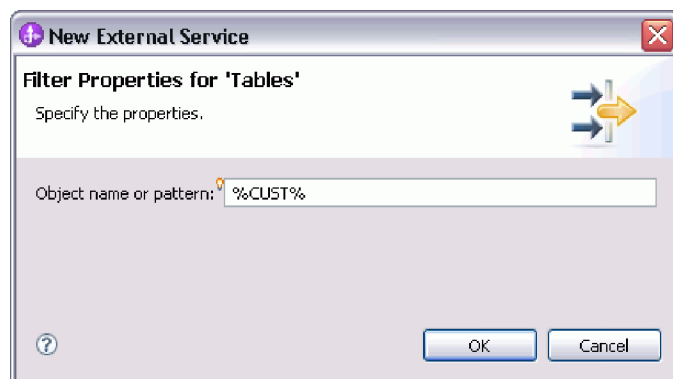 New External Service
Filter Properties for 'Tables'
Specify the properties.
Object name or pattern: %CUST%
?
OK Cancel